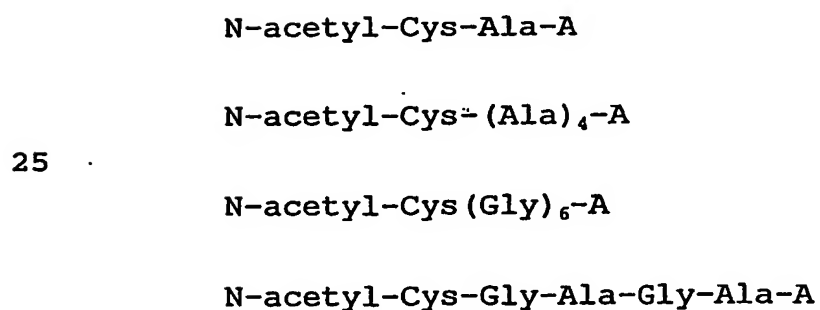 N-acetyl-Cys-Ala-A
N-acetyl-Cys-(Ala)₄-A
25
N-acetyl-Cys(Gly)₆-A
N-acetyl-Cys-Gly-Ala-Gly-Ala-A